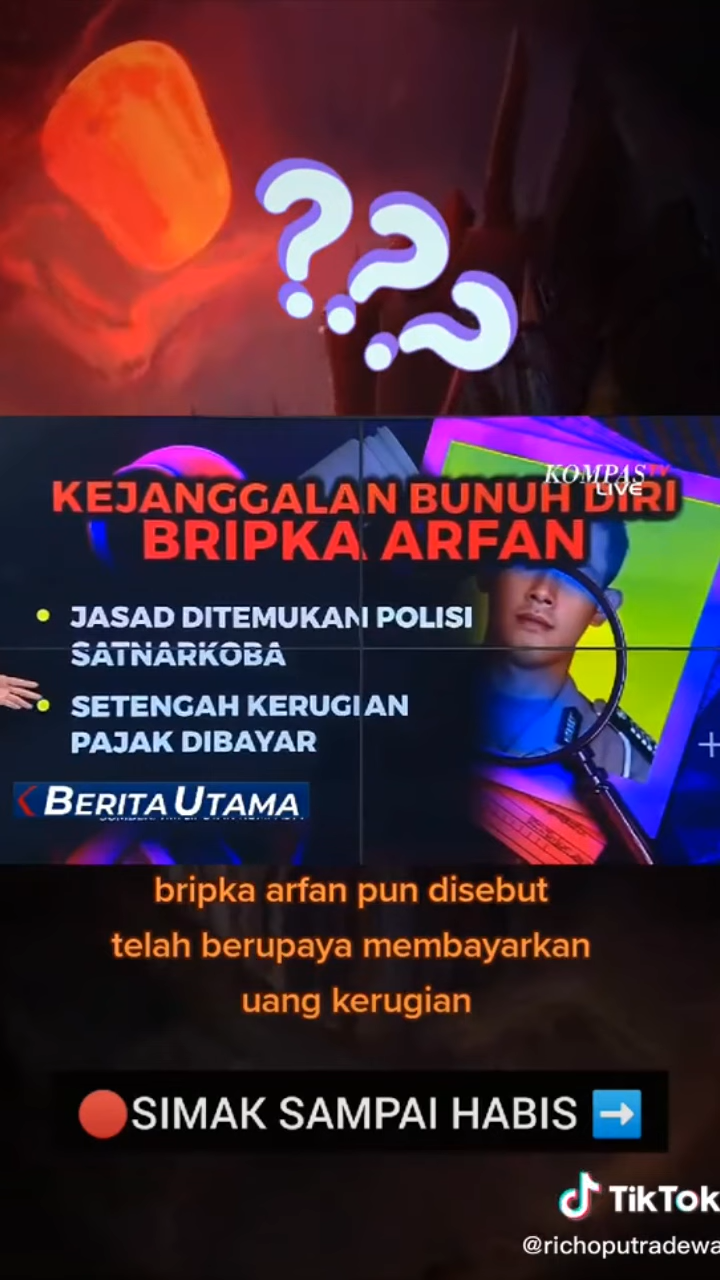 ???
KOMPAS TV
LIVE
KEJANGGALAN BUNUH DIRI
BRIPKA ARFAN
JASAD DITEMUKAN POLISI
SATNARKOBA
SETENGAH KERUGIAN
PAJAK DIBAYAR
BERITA UTAMA
bripka arfan pun disebut
telah berupaya membayarkan
uang kerugian
🔴SIMAK SAMPAI HABIS ➡️
TikTok
@richoputradewa